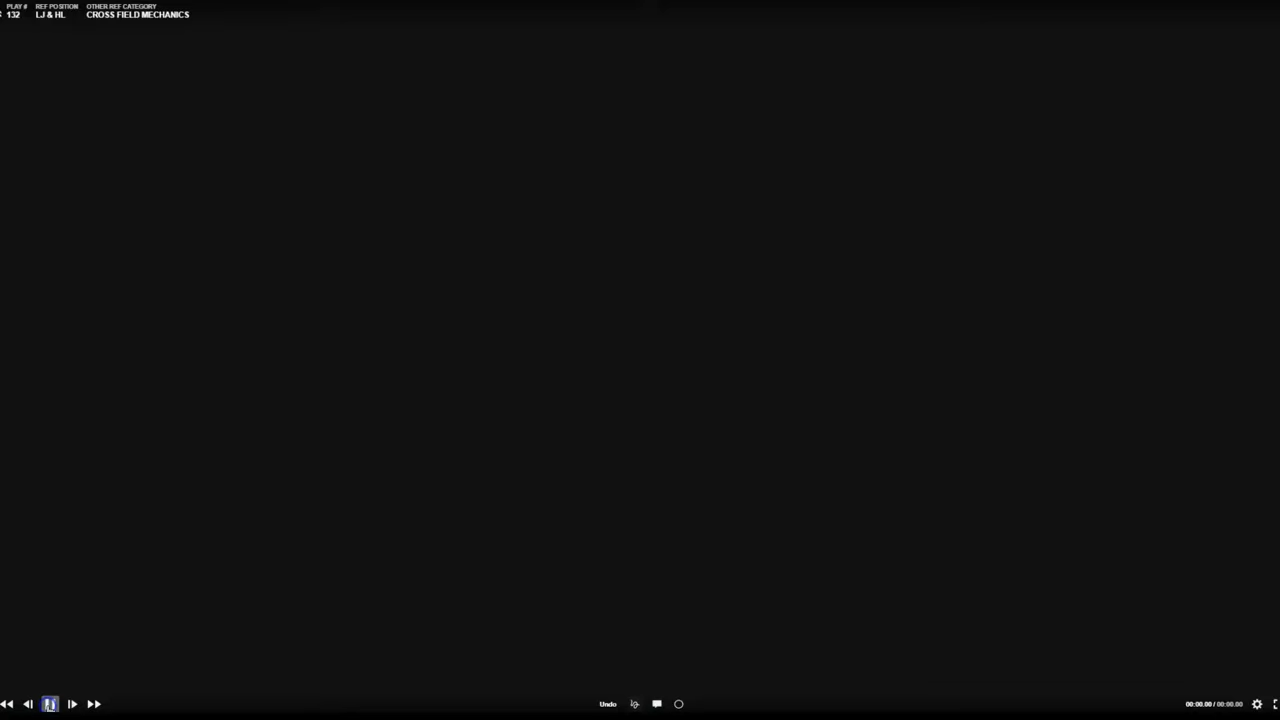 PLAY # REF POSITION OTHER REF CATEGORY
132 LJ & HL CROSS FIELD MECHANICS
Undo 00:00.00 / 00:00.00